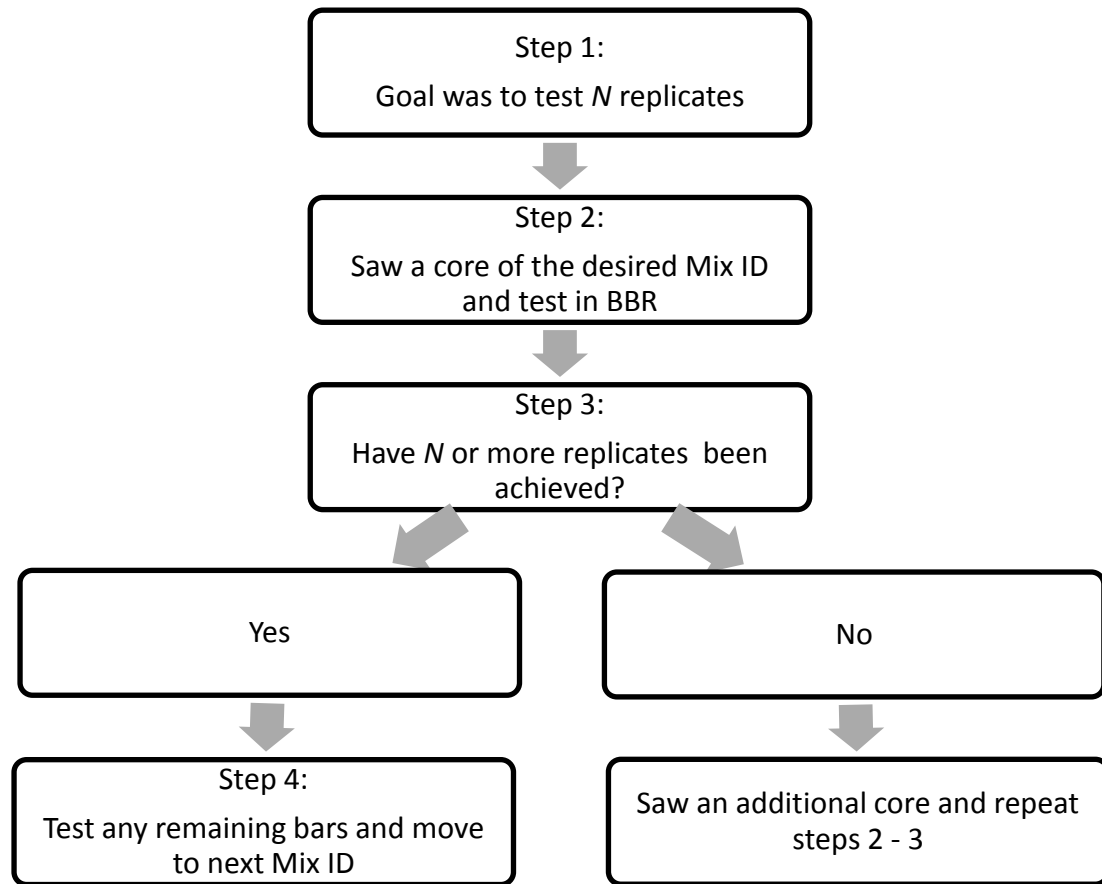 Step 1:
Goal was to test N replicates
Step 2:
Saw a core of the desired Mix ID
and test in BBR
Step 3:
Have N or more replicates  been
achieved?
Yes
No
Step 4:
Test any remaining bars and move
to next Mix ID
Saw an additional core and repeat
steps 2 - 3